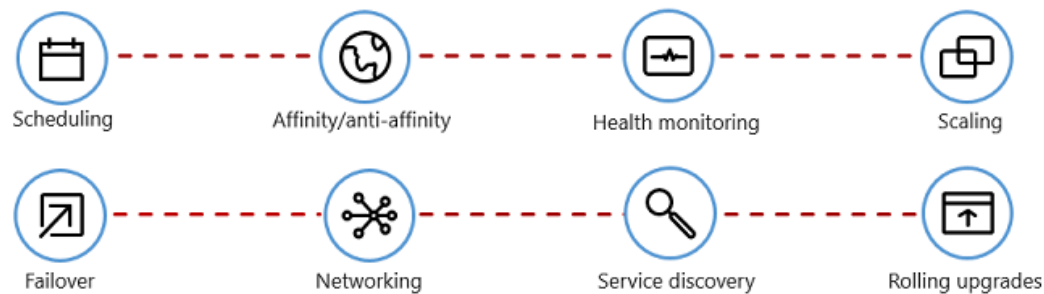 Scheduling
Affinity/anti-affinity
Health monitoring
Scaling
Failover
Networking
Service discovery
Rolling upgrades